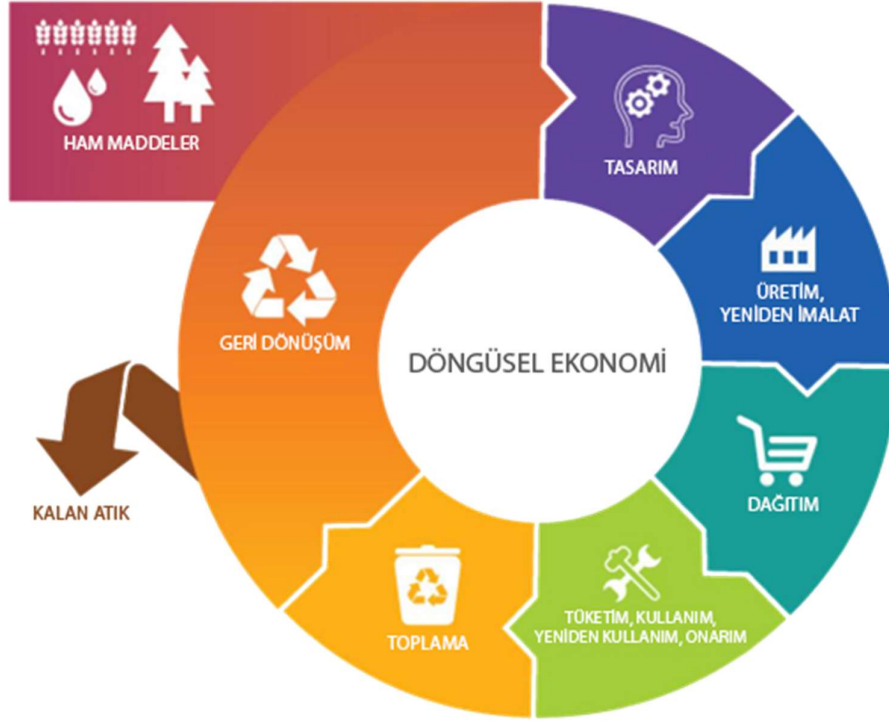 HAM MADDELER
TASARIM
ÜRETİM,
YENİDEN İMALAT
DAĞITIM
TÜKETİM, KULLANIM,
YENİDEN KULLANIM, ONARIM
TOPLAMA
GERİ DÖNÜŞÜM
KALAN ATIK
DÖNGÜSEL EKONOMİ